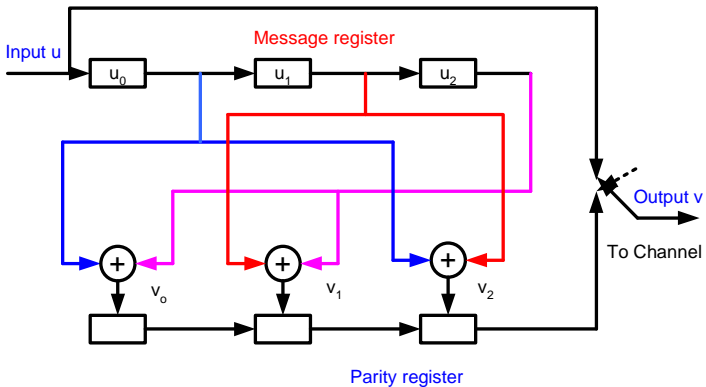 Input u
Message register
u0
u1
u2
Output v
To Channel
+
+
+
vo
v1
v2
Parity register